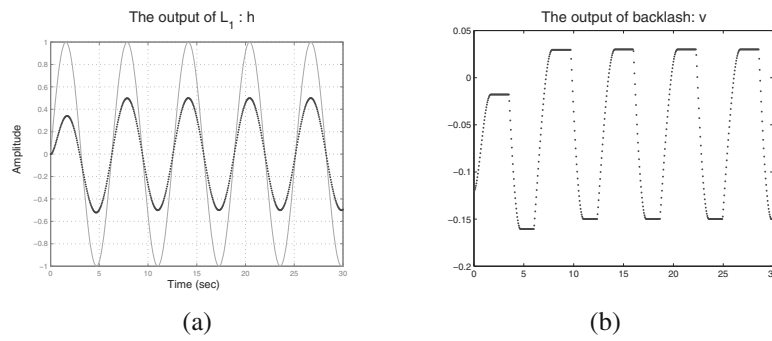 The output of L1 : h
1
0.8
0.6
0.4
0.2
0
−0.2
−0.4
−0.6
−0.8
−1
Amplitude
0 5 10 15 20 25 30
Time (sec)
(a)
The output of backlash: v
0.05
0
−0.05
−0.1
−0.15
−0.2
0 5 10 15 20 25 30
(b)